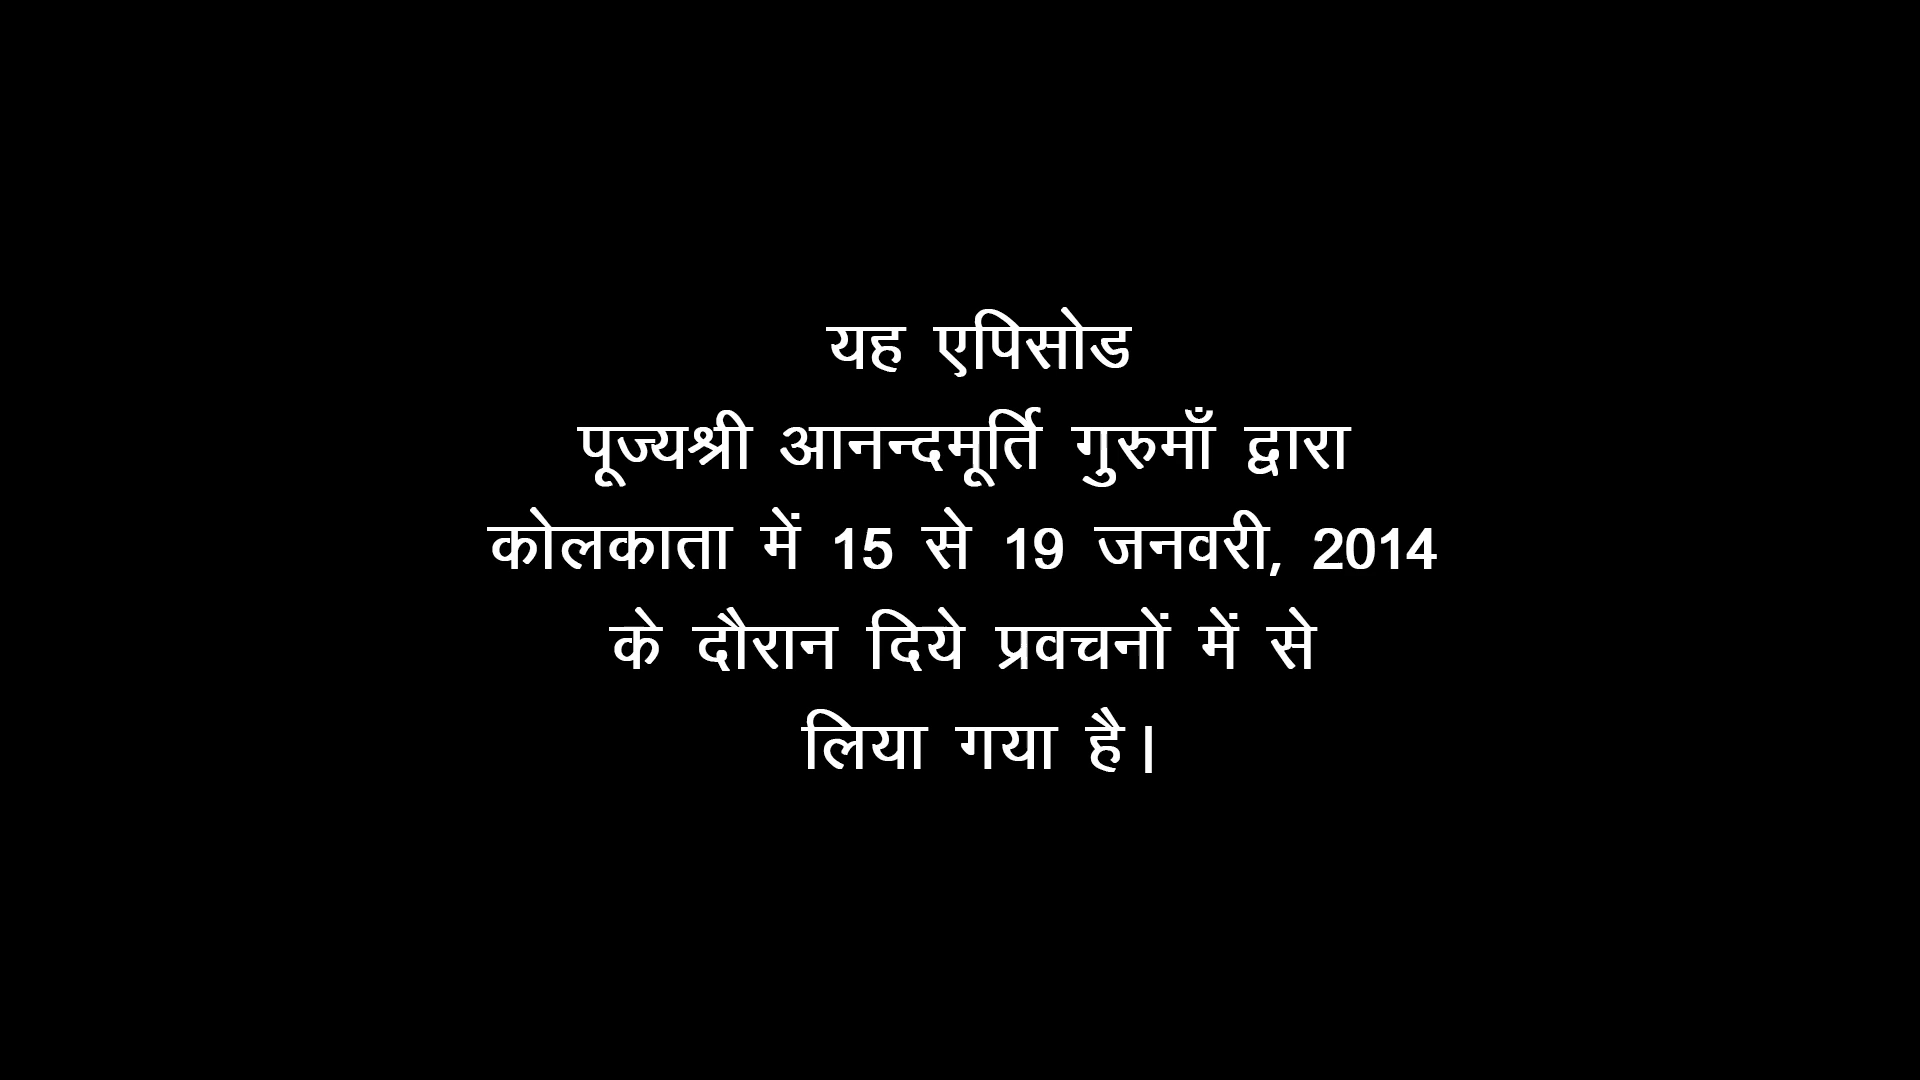 यह एपिसोड
पूज्यश्री आनन्दमूर्ति गुरुमाँ द्वारा
कोलकाता में 15 से 19 जनवरी, 2014
के दौरान दिये प्रवचनों में से
लिया गया है।